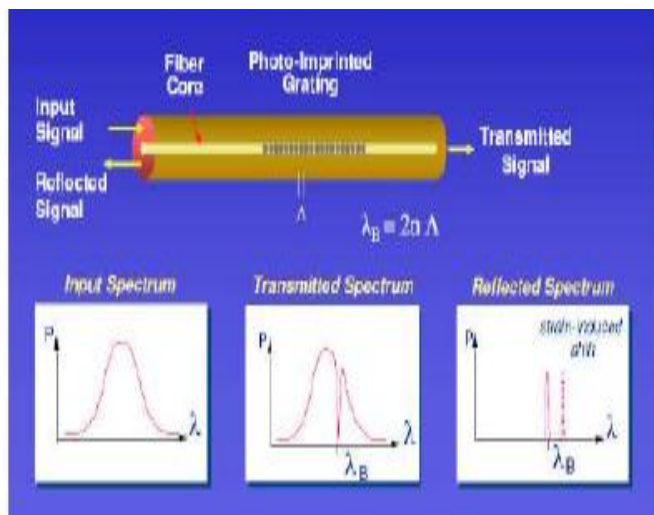 Fiber
Core
Photo-Imprinted
Grating
Input
Signal
Reflected
Signal
Transmitted
Signal
Λ
λB = 2n Λ
Input Spectrum
Transmitted Spectrum
Reflected Spectrum
P
λ
P
λ
λB
P
strain-induced
shift
λ
λB